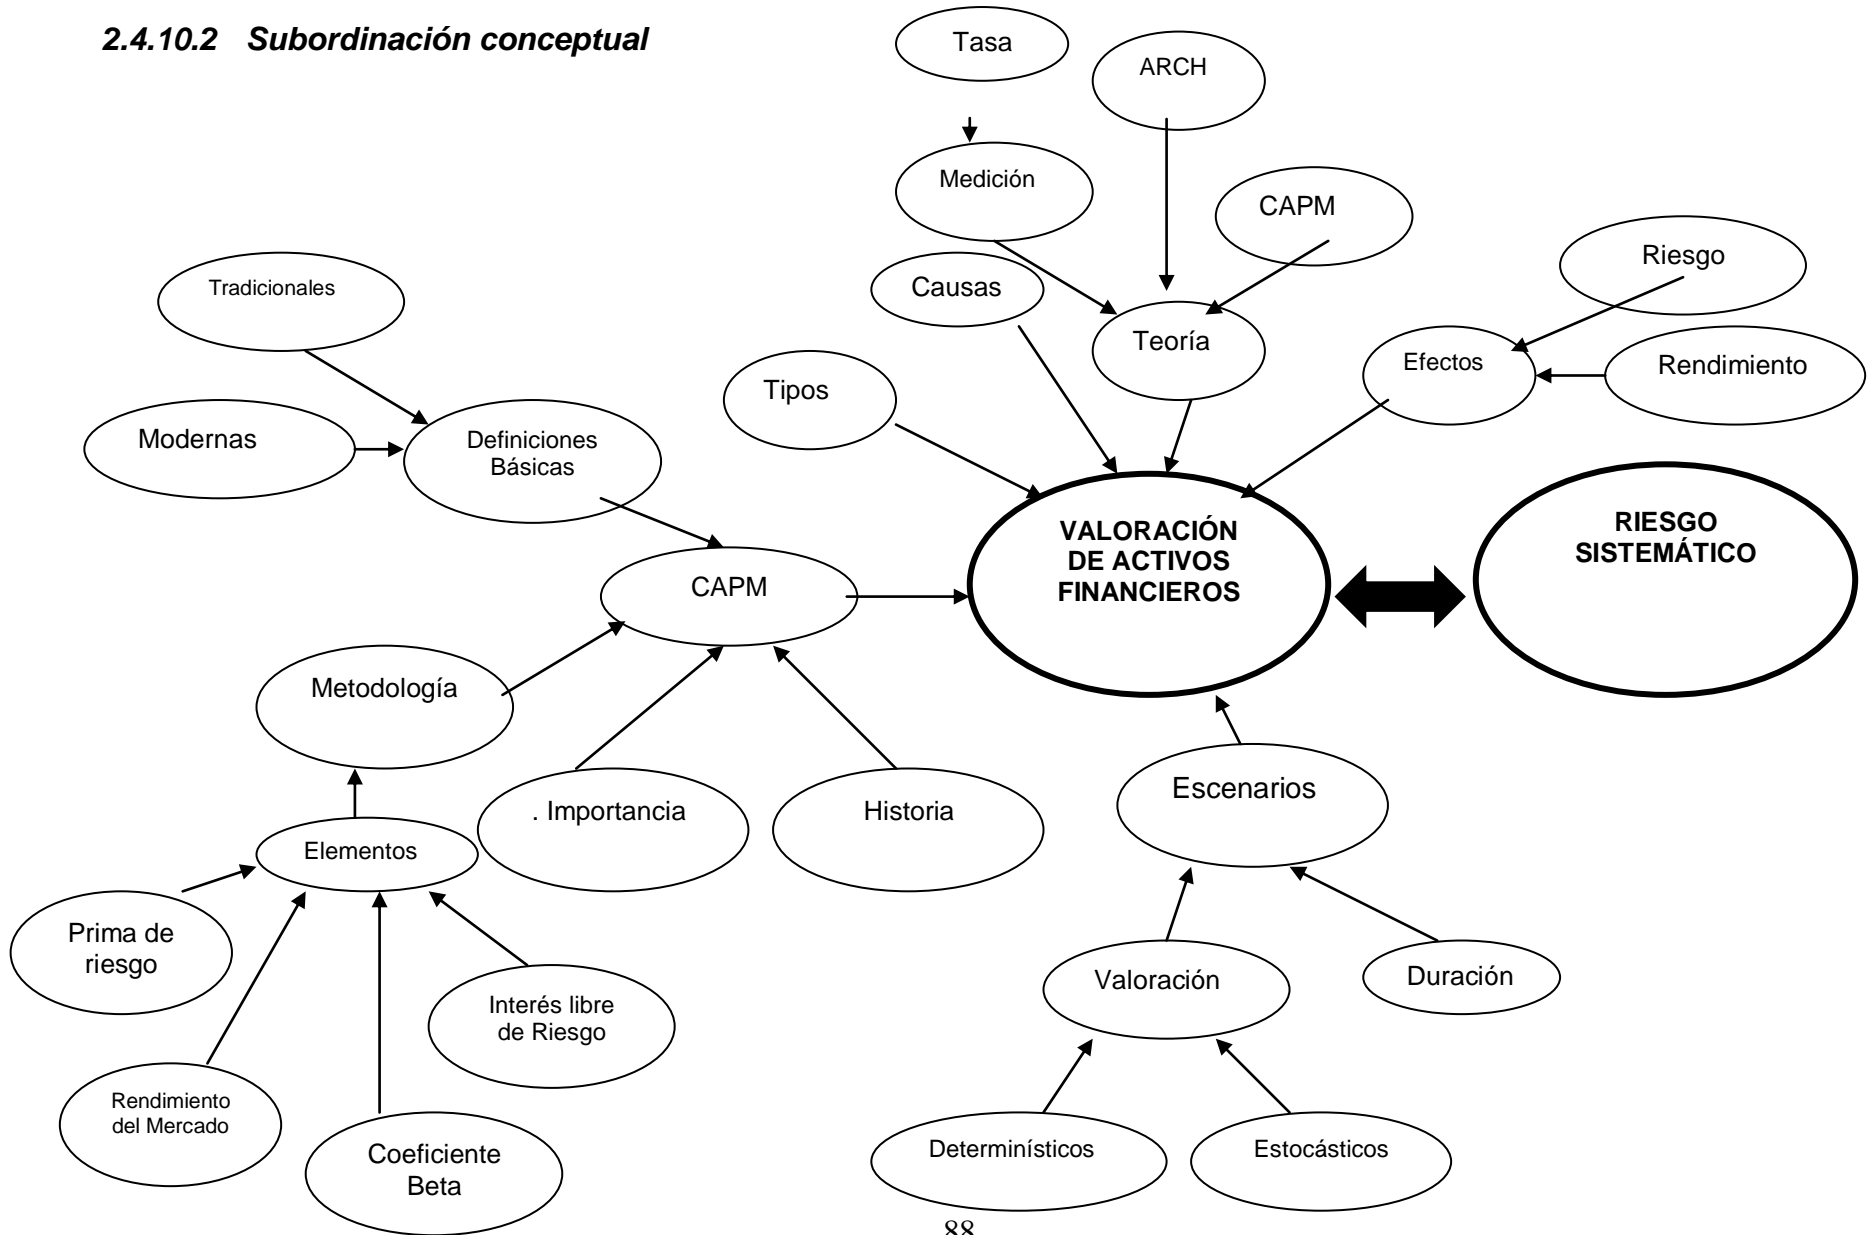 2.4.10.2 Subordinación conceptual
Tasa
ARCH
Medición
CAPM
Riesgo
Tradicionales
Causas
Teoría
Efectos
Rendimiento
Tipos
Modernas
Definiciones
Básicas
VALORACIÓN
DE ACTIVOS
FINANCIEROS
RIESGO
SISTEMÁTICO
CAPM
Metodología
Escenarios
. Importancia
Historia
Elementos
Prima de
riesgo
Valoración
Duración
Interés libre
de Riesgo
Rendimiento
del Mercado
Coeficiente
Beta
Determinísticos
Estocásticos
88